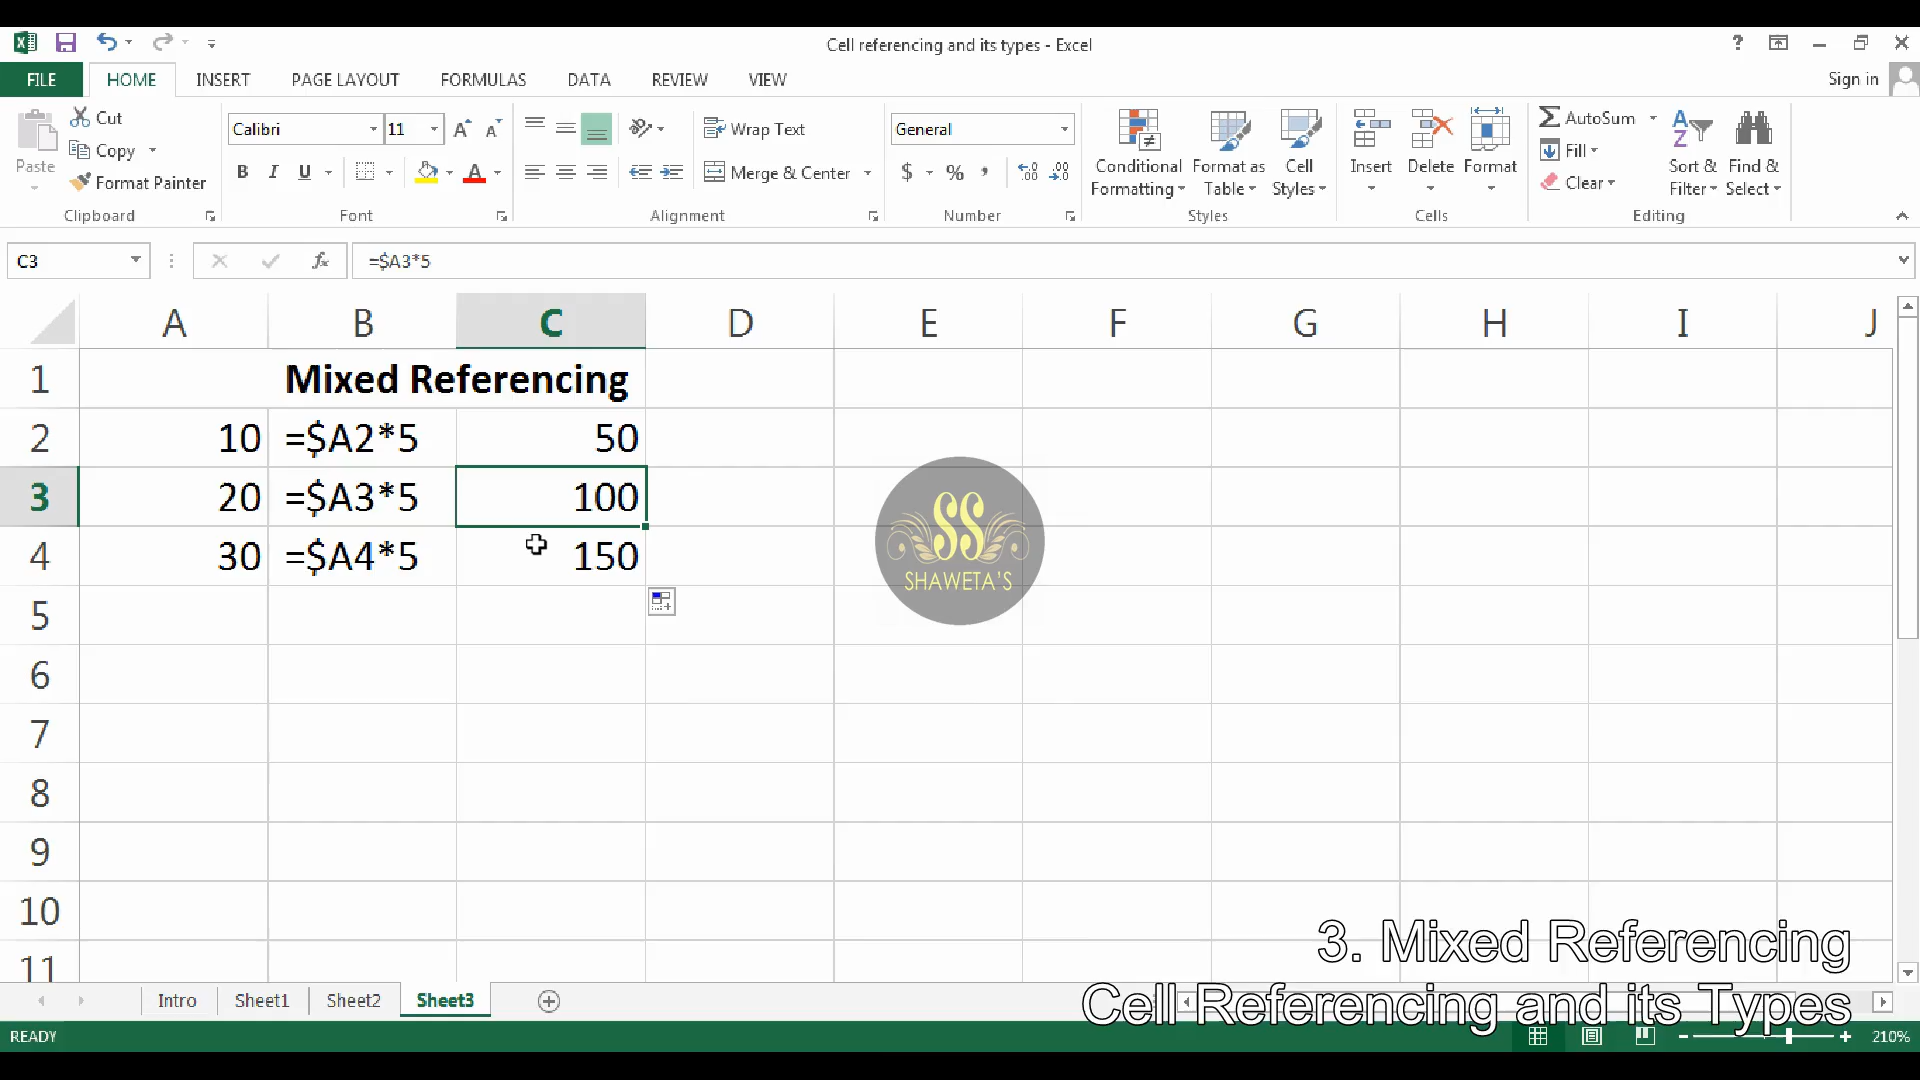 Cell referencing and its types - Excel
?
FILE HOME INSERT PAGE LAYOUT FORMULAS DATA REVIEW VIEW
Sign in
Paste
Cut
Copy
Format Painter
Clipboard
Calibri 11
B I U A
Font
Wrap Text
Merge & Center
Alignment
General
$ % ,
Number
Conditional
Formatting
Format as
Table
Cell
Styles
Styles
Insert Delete Format
Cells
AutoSum
Fill
Clear
Sort &
Filter
Find &
Select
Editing
C3 fx =$A3*5
A B C D E F G H I J
1 Mixed Referencing
2 10 =$A2*5 50
3 20 =$A3*5 100
4 30 =$A4*5 150
5
6
7
8
9
10
11
SS
SHAWETA'S
3. Mixed Referencing
Cell Referencing and its Types
Intro Sheet1 Sheet2 Sheet3
READY 210%